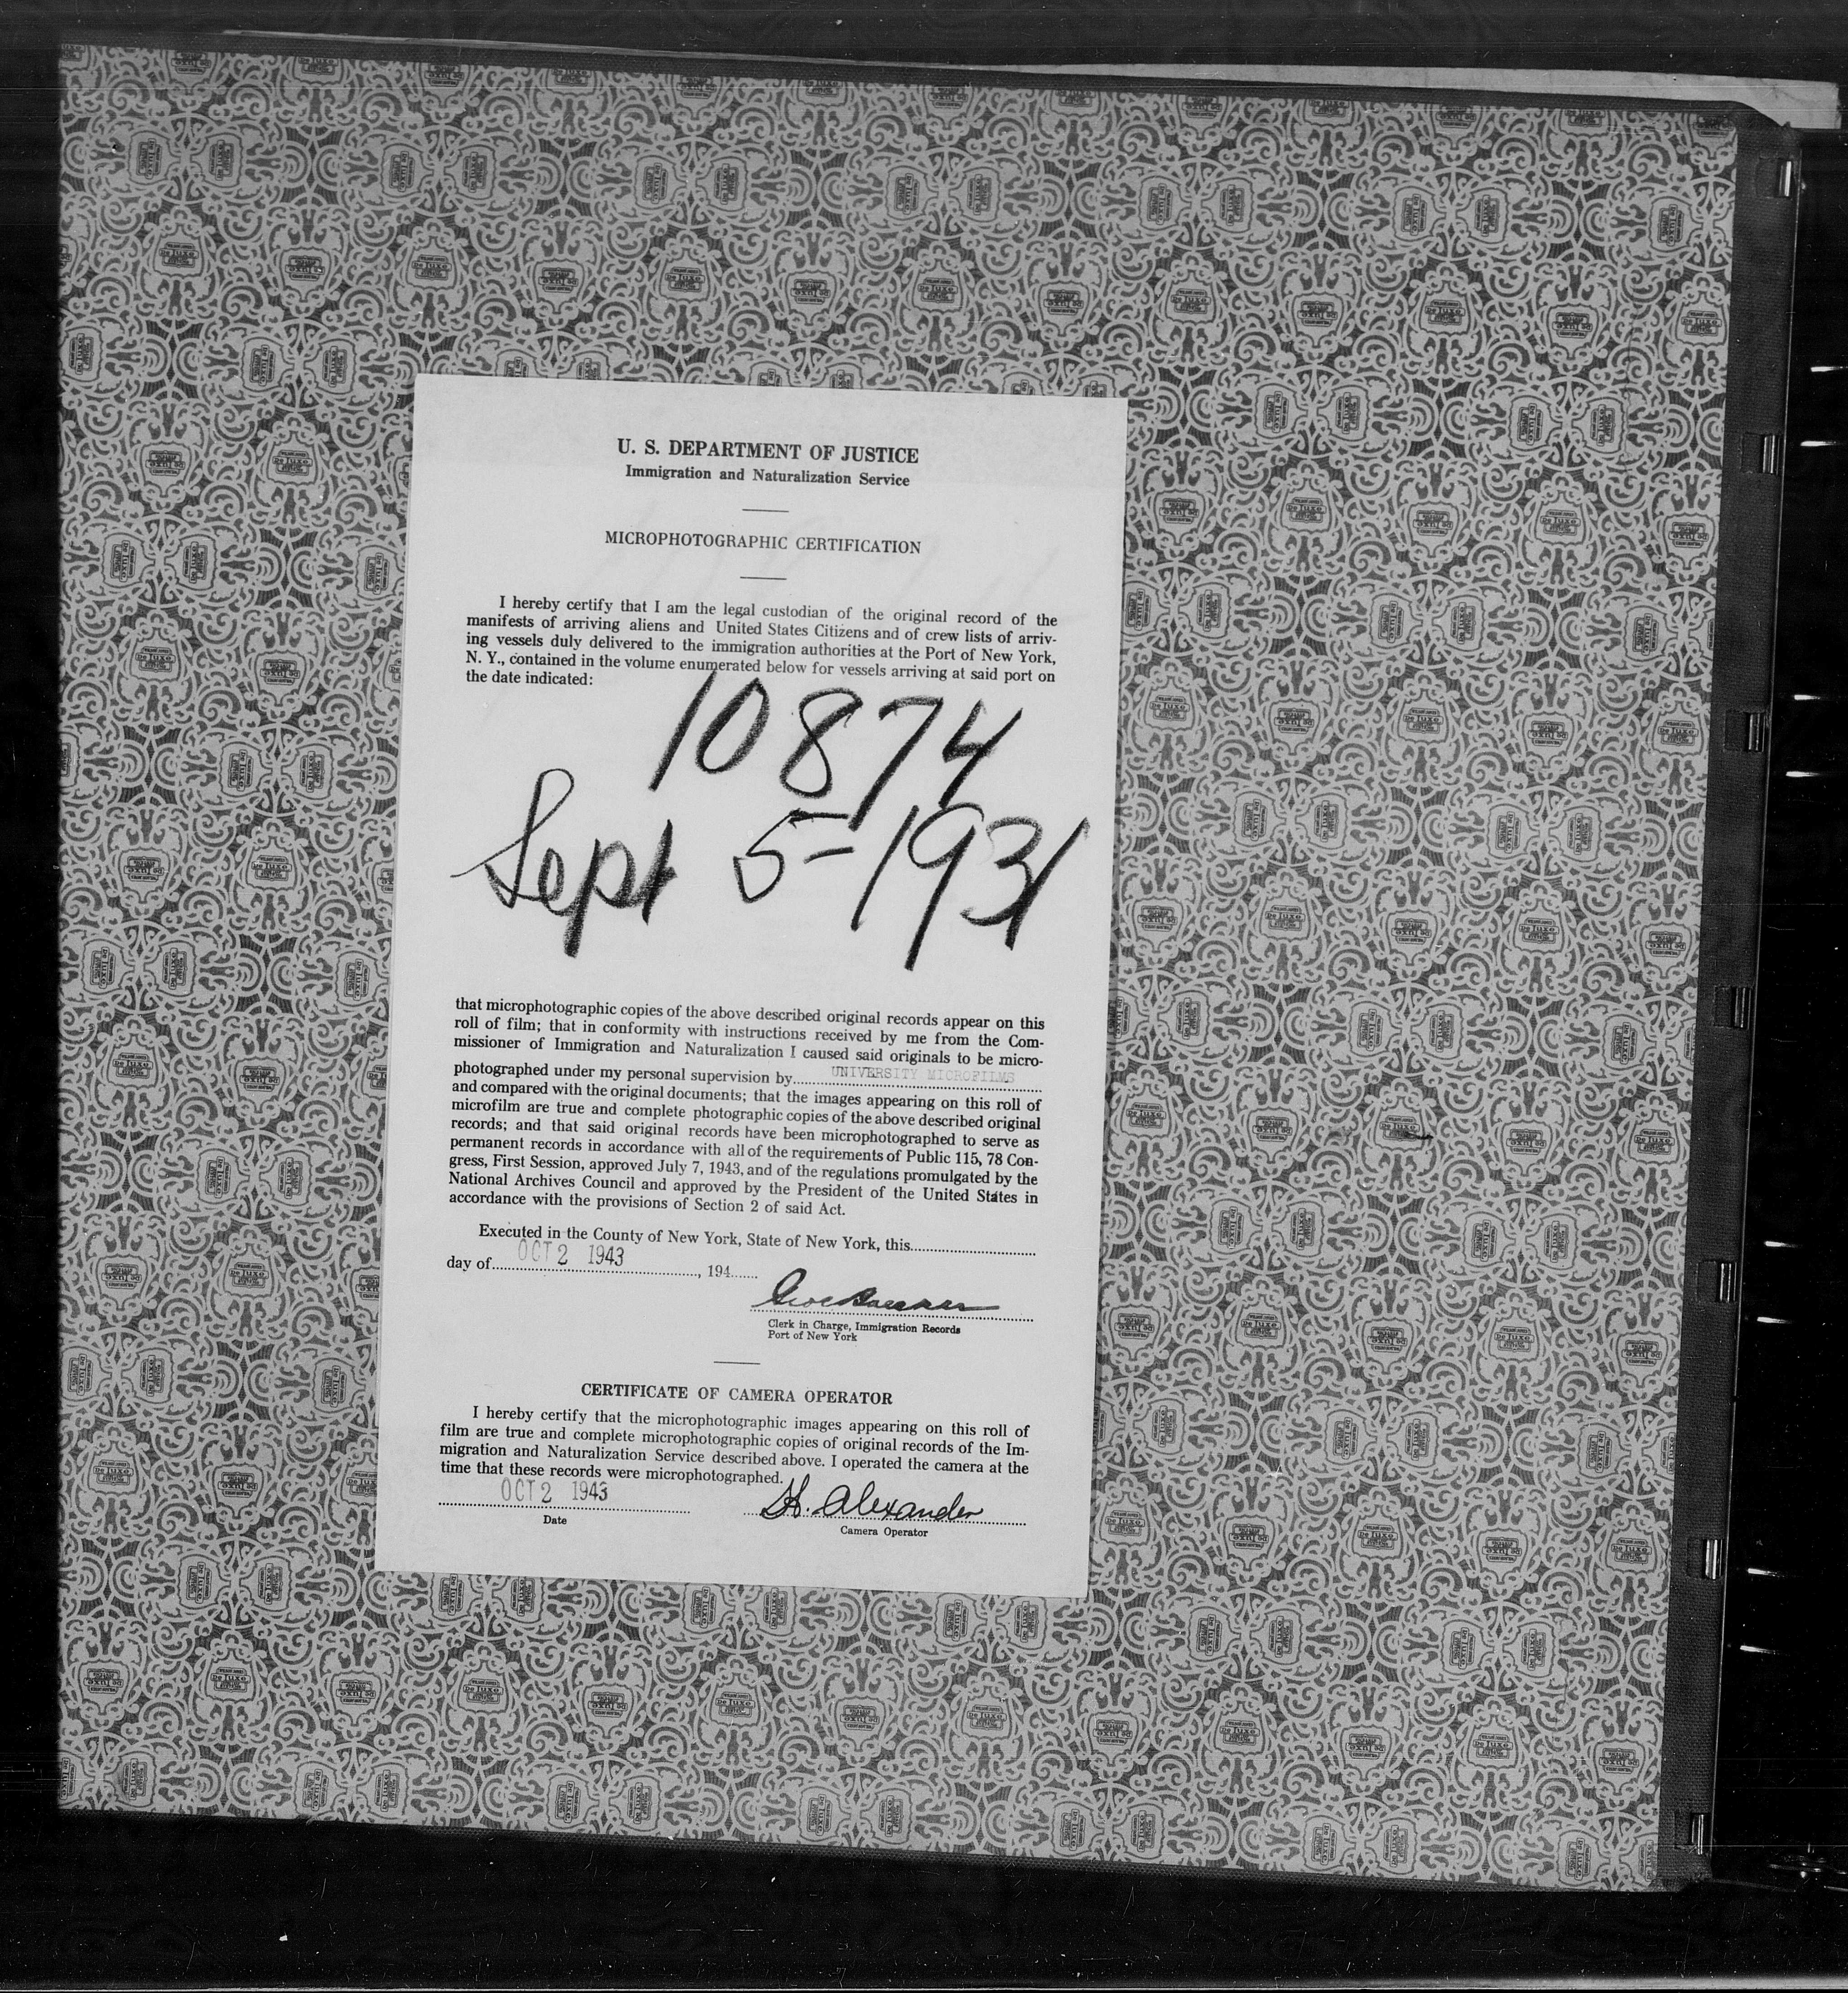 U. S. DEPARTMENT OF JUSTICE
Immigration and Naturalization Service
MICROPHOTOGRAPHIC CERTIFICATION
I hereby certify that I am the legal custodian of the original record of the
manifests of arriving aliens and United States Citizens and of crew lists of arriv-
ing vessels duly delivered to the immigration authorities at the Port of New York,
N. Y., contained in the volume enumerated below for vessels arriving at said port on
the date indicated:
10874
Sept 5-1931
that microphotographic copies of the above described original records appear on this
roll of film; that in conformity with instructions received by me from the Com-
missioner of Immigration and Naturalization I caused said originals to be micro-
photographed under my personal supervision by UNIVERSITY MICROFILMS
and compared with the original documents; that the images appearing on this roll of
microfilm are true and complete photographic copies of the above described original
records; and that said original records have been microphotographed to serve as
permanent records in accordance with all of the requirements of Public 115, 78 Con-
gress, First Session, approved July 7, 1943, and of the regulations promulgated by the
National Archives Council and approved by the President of the United States in
accordance with the provisions of Section 2 of said Act.
Executed in the County of New York, State of New York, this
day of OCT 2 1943, 194
Clerk in Charge, Immigration Records
Port of New York
CERTIFICATE OF CAMERA OPERATOR
I hereby certify that the microphotographic images appearing on this roll of
film are true and complete microphotographic copies of original records of the Im-
migration and Naturalization Service described above. I operated the camera at the
time that these records were microphotographed.
OCT 2 1943 H. Alexander
Date Camera Operator